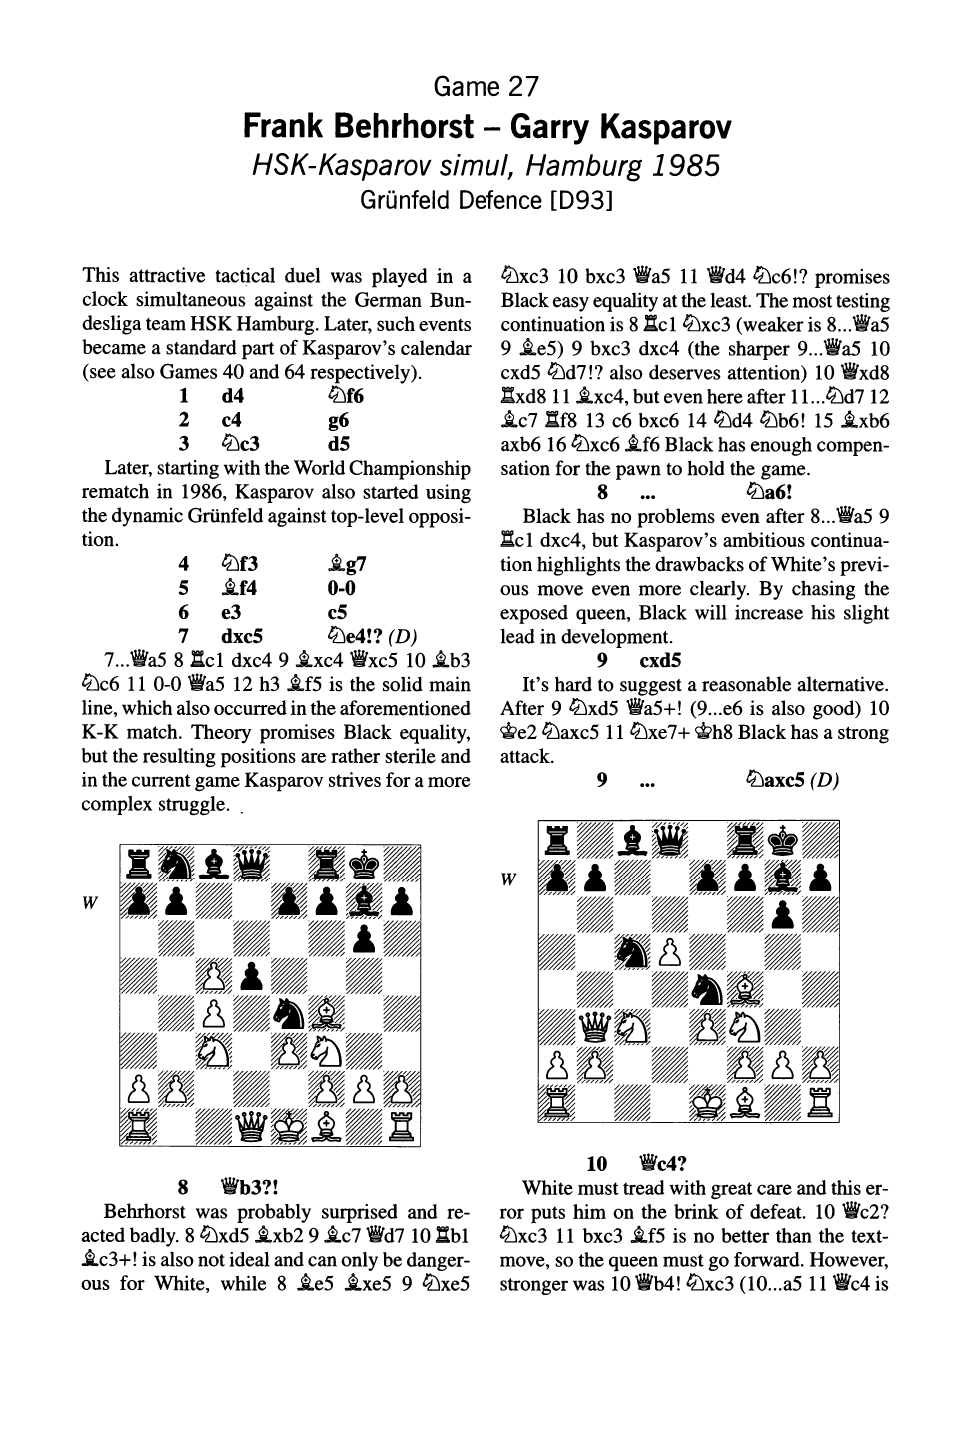 Game 27
Frank Behrhorst – Garry Kasparov
HSK-Kasparov simul, Hamburg 1985
Grünfeld Defence [D93]
This attractive tactical duel was played in a
clock simultaneous against the German Bun-
desliga team HSK Hamburg. Later, such events
became a standard part of Kasparov's calendar
(see also Games 40 and 64 respectively).
1 d4 ♘f6
2 c4 g6
3 ♘c3 d5
Later, starting with the World Championship
rematch in 1986, Kasparov also started using
the dynamic Grünfeld against top-level opposi-
tion.
4 ♘f3 ♗g7
5 ♗f4 0-0
6 e3 c5
7 dxc5 ♘e4!? (D)
7...♕a5 8 ♖c1 dxc4 9 ♗xc4 ♕xc5 10 ♗b3
♘c6 11 0-0 ♕a5 12 h3 ♗f5 is the solid main
line, which also occurred in the aforementioned
K-K match. Theory promises Black equality,
but the resulting positions are rather sterile and
in the current game Kasparov strives for a more
complex struggle.
W
8 ♕b3?!
Behrhorst was probably surprised and re-
acted badly. 8 ♘xd5 ♗xb2 9 ♗c7 ♕d7 10 ♖b1
♗c3+! is also not ideal and can only be danger-
ous for White, while 8 ♗e5 ♗xe5 9 ♘xe5
♘xc3 10 bxc3 ♕a5 11 ♕d4 ♘c6!? promises
Black easy equality at the least. The most testing
continuation is 8 ♖c1 ♘xc3 (weaker is 8...♕a5
9 ♗e5) 9 bxc3 dxc4 (the sharper 9...♕a5 10
cxd5 ♘d7!? also deserves attention) 10 ♕xd8
♖xd8 11 ♗xc4, but even here after 11...♘d7 12
♗c7 ♖f8 13 c6 bxc6 14 ♘d4 ♘b6! 15 ♗xb6
axb6 16 ♘xc6 ♗f6 Black has enough compen-
sation for the pawn to hold the game.
8 ... ♘a6!
Black has no problems even after 8...♕a5 9
♖c1 dxc4, but Kasparov's ambitious continua-
tion highlights the drawbacks of White's previ-
ous move even more clearly. By chasing the
exposed queen, Black will increase his slight
lead in development.
9 cxd5
It's hard to suggest a reasonable alternative.
After 9 ♘xd5 ♕a5+! (9...e6 is also good) 10
♔e2 ♘axc5 11 ♘xe7+ ♔h8 Black has a strong
attack.
9 ... ♘axc5 (D)
W
10 ♕c4?
White must tread with great care and this er-
ror puts him on the brink of defeat. 10 ♕c2?
♘xc3 11 bxc3 ♗f5 is no better than the text-
move, so the queen must go forward. However,
stronger was 10 ♕b4! ♘xc3 (10...a5 11 ♕c4 is